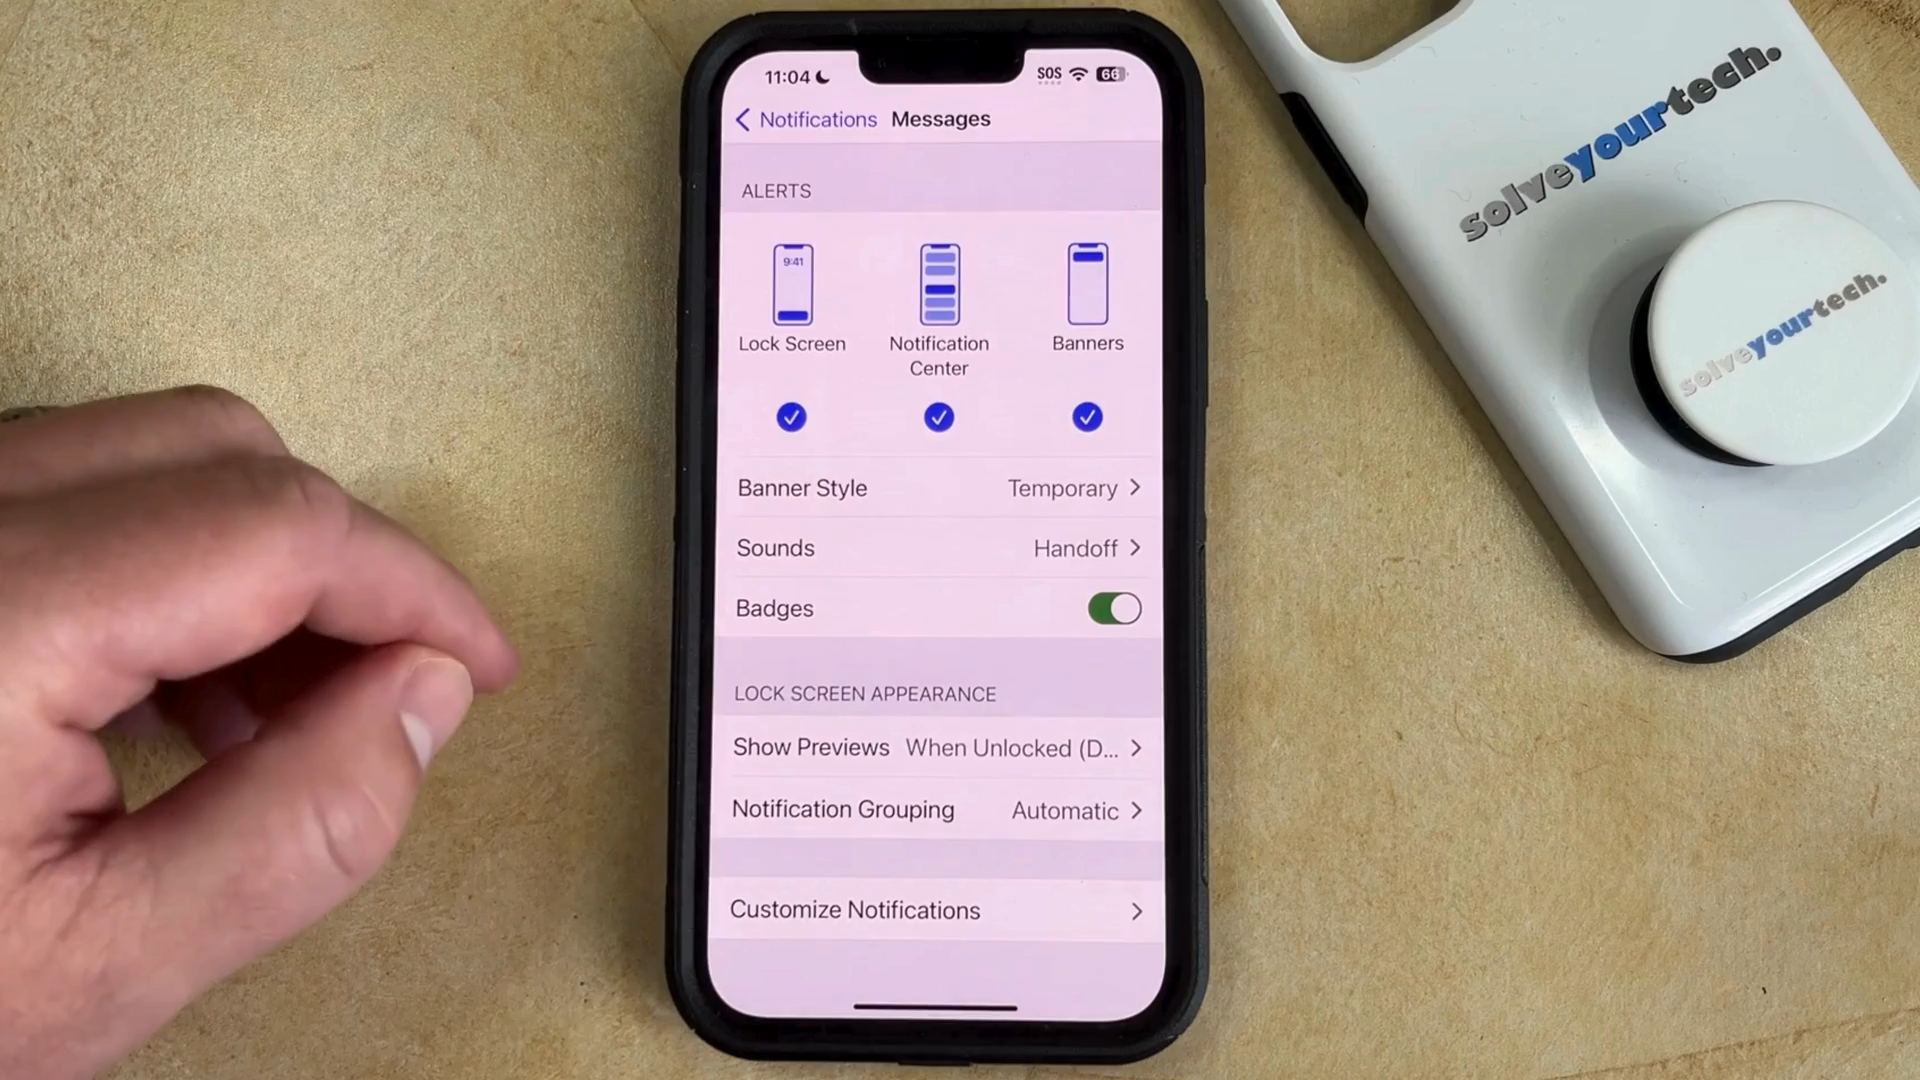 11:04
SOS
66
Notifications Messages
ALERTS
9:41
Lock Screen
Notification
Center
Banners
Banner Style Temporary
Sounds Handoff
Badges
LOCK SCREEN APPEARANCE
Show Previews When Unlocked (D...
Notification Grouping Automatic
Customize Notifications
solveyourtech.
solveyourtech.